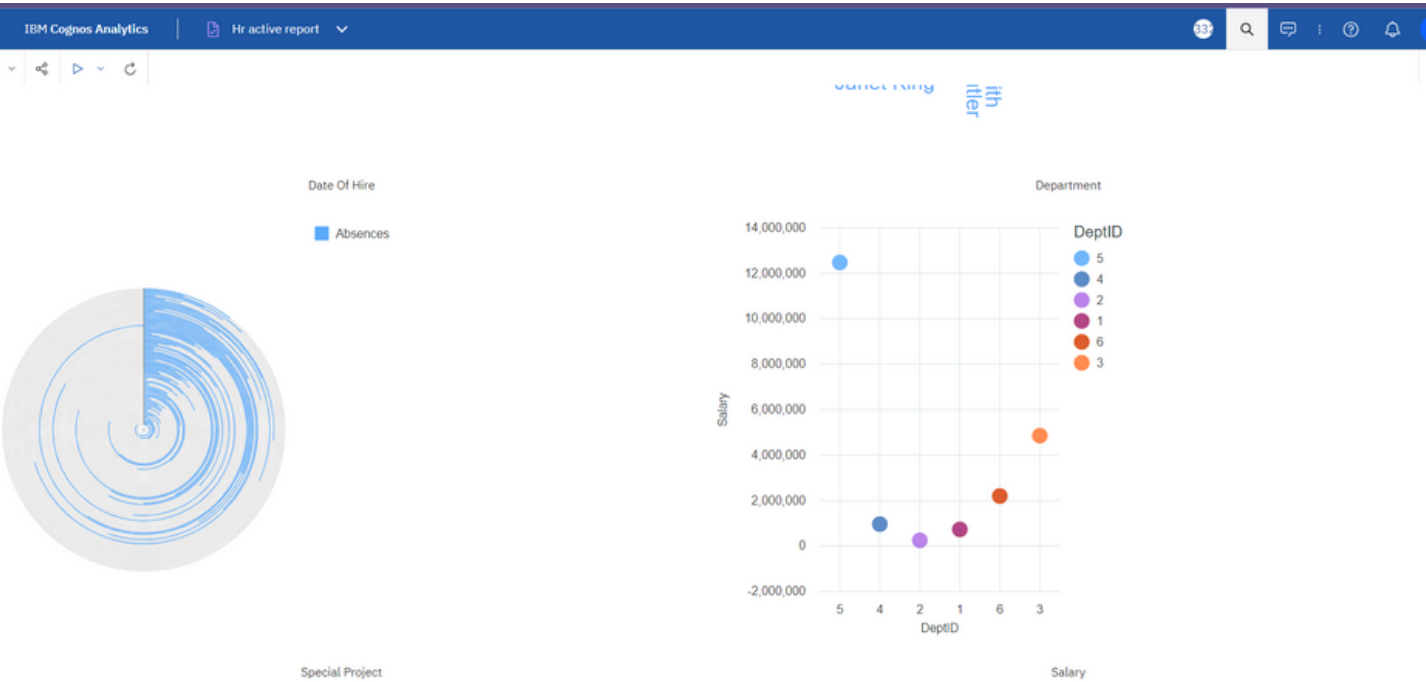 IBM Cognos Analytics
Hr active report
Janet King
Date Of Hire
Absences
Department
14,000,000
12,000,000
10,000,000
8,000,000
6,000,000
4,000,000
2,000,000
0
-2,000,000
Salary
5 4 2 1 6 3
DeptID
DeptID
5
4
2
1
6
3
Special Project
Salary